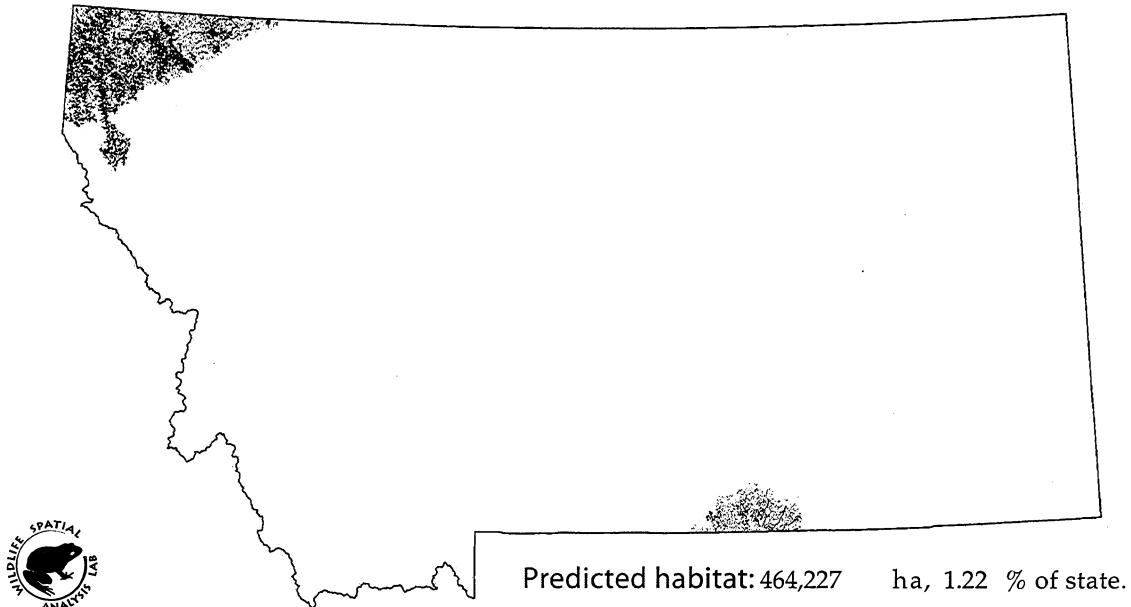 WILDLIFE SPATIAL ANALYSIS LAB
Predicted habitat: 464,227 ha, 1.22 % of state.